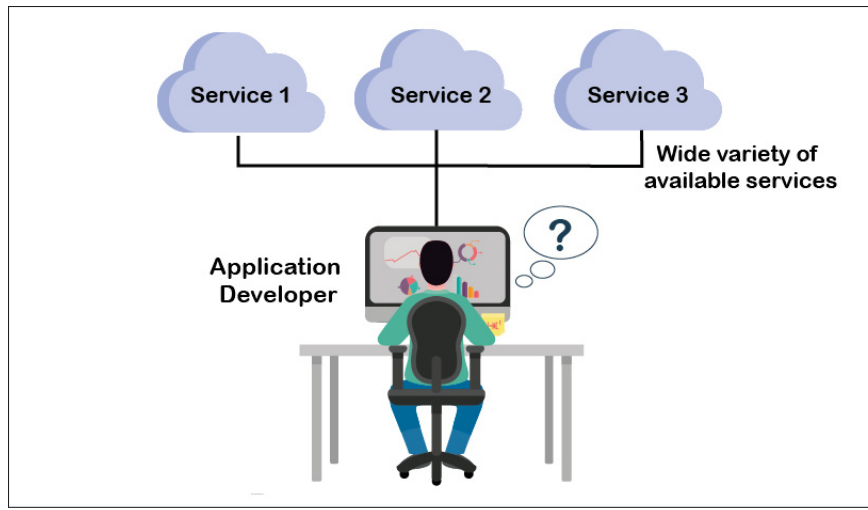 Service 1
Service 2
Service 3
Wide variety of
available services
?
Application
Developer